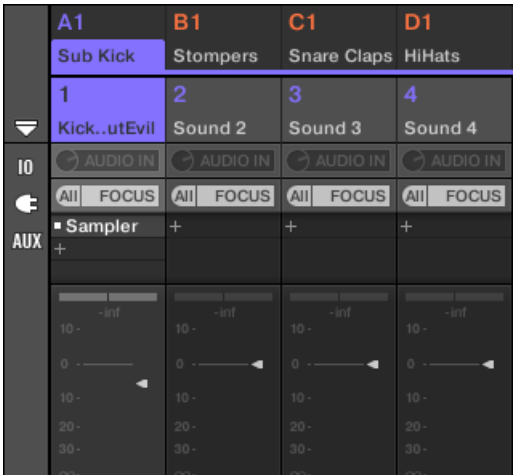 A1 B1 C1 D1
Sub Kick Stompers Snare Claps HiHats
1 2 3 4
Kick..utEvil Sound 2 Sound 3 Sound 4
IO AUDIO IN AUDIO IN AUDIO IN AUDIO IN
All FOCUS All FOCUS All FOCUS All FOCUS
AUX Sampler + + +
+
-inf -inf -inf -inf
10- 10- 10- 10-
0 - 0 - 0 - 0 -
10- 10- 10- 10-
20- 20- 20- 20-
30- 30- 30- 30-